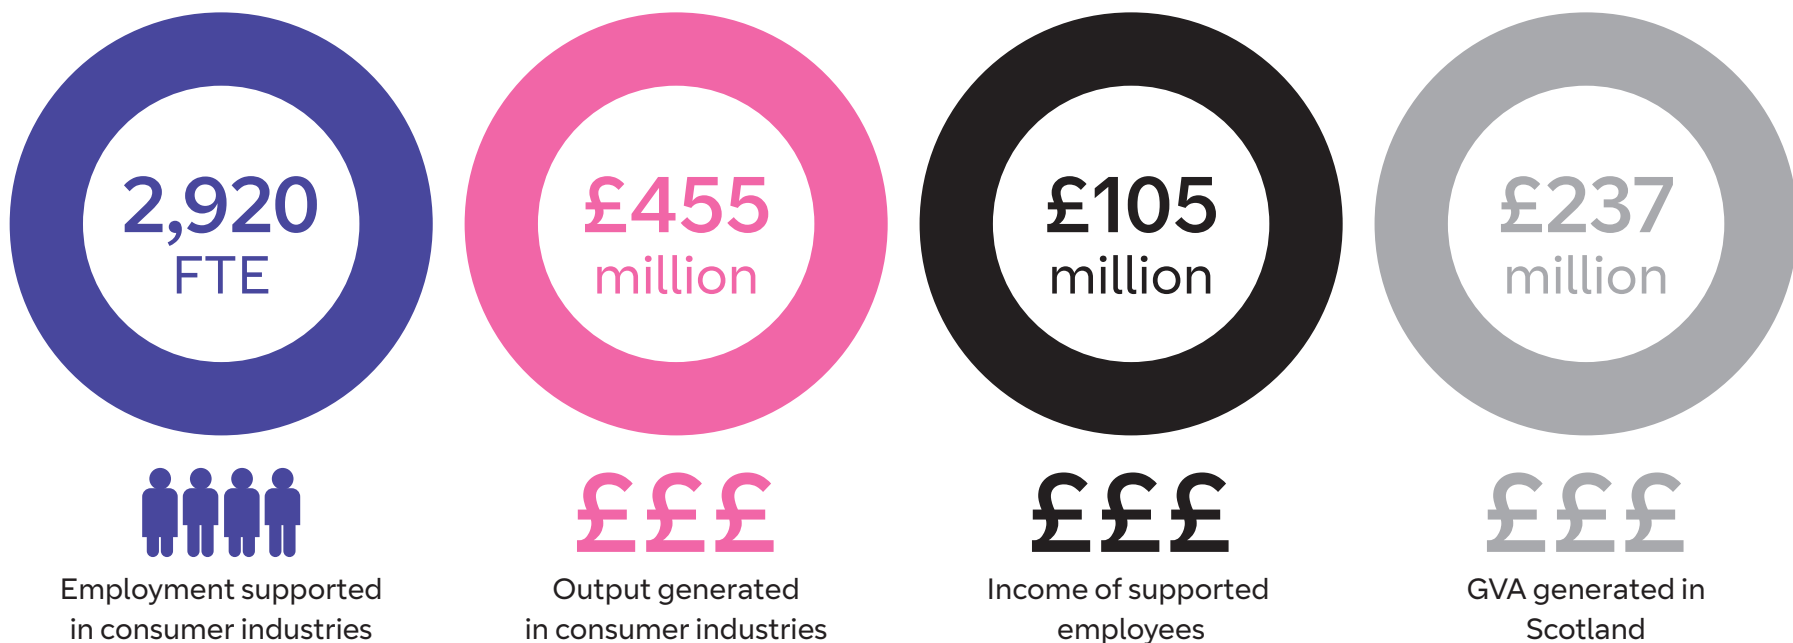 2,920
FTE
Employment supported
in consumer industries
£455
million
£££
Output generated
in consumer industries
£105
million
£££
Income of supported
employees
£237
million
£££
GVA generated in
Scotland